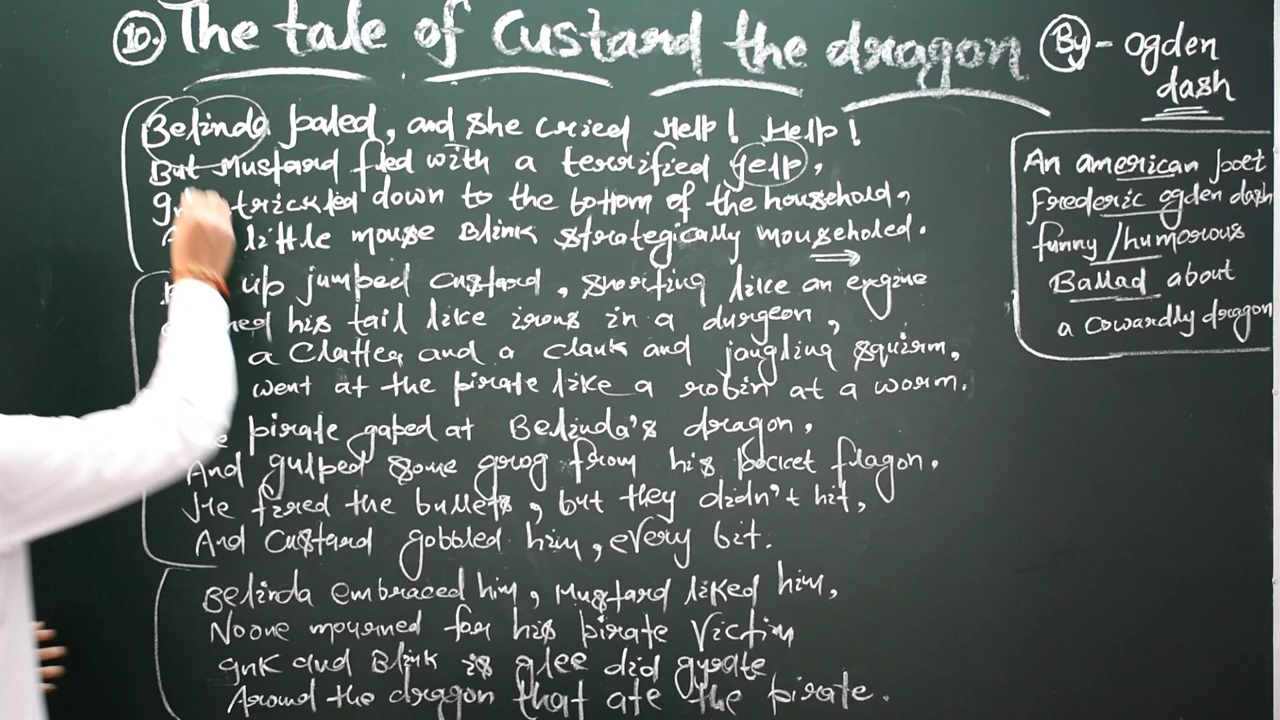 10. The tale of Custard the dragon
By - Ogden
dash
Belinda paled, and she cried Help! Help!
But Mustard fled with a terrified yelp,
trickled down to the bottom of the household,
little mouse Blink strategically mouseholed.
up jumped custard, snorting like an engine
his tail like irons in a dungeon,
a Clatter and a clank and jangling squirm,
went at the pirate like a robin at a worm.
pirate gaped at Belinda's dragon,
And gulped some grog from his pocket flagon.
He fired the bullets, but they didn't hit,
And Custard gobbled him, every bit.
Belinda embraced him, Mustard liked him,
No one mourned for his pirate Victim
Gnk and Blink is glee did gyrate
Around the dragon that ate the pirate.
An american poet
Frederic ogden dash
funny / humorous
Ballad about
a cowardly dragon